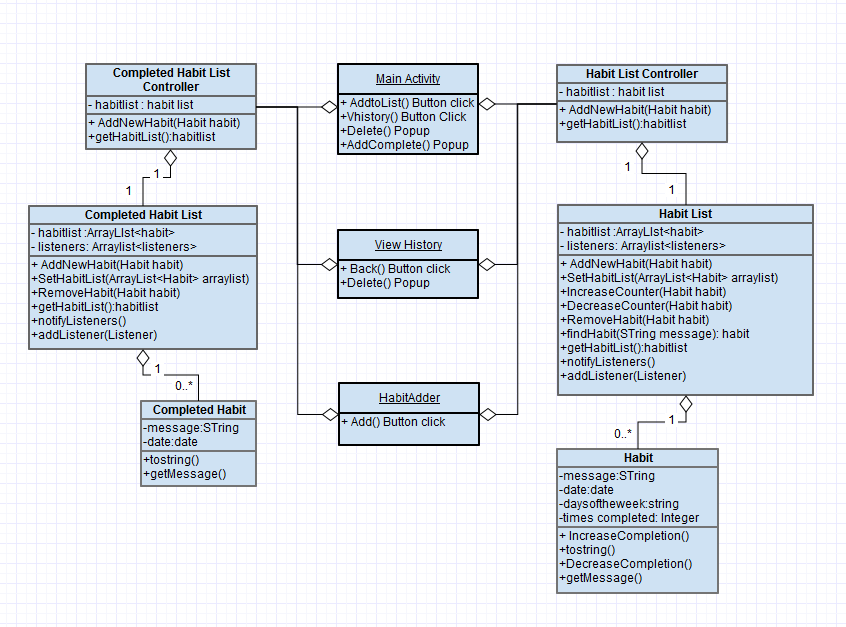 Completed Habit List
Controller
- habitlist : habit list
+ AddNewHabit(Habit habit)
+getHabitList():habitlist
Main Activity
+ AddtoList() Button click
+Vhistory() Button Click
+Delete() Popup
+AddComplete() Popup
Habit List Controller
- habitlist : habit list
+ AddNewHabit(Habit habit)
+getHabitList():habitlist
1
1
1
1
Completed Habit List
- habitlist :ArrayLIst<habit>
- listeners: Arraylist<listeners>
+ AddNewHabit(Habit habit)
+SetHabitList(ArrayList<Habit> arraylist)
+RemoveHabit(Habit habit)
+getHabitList():habitlist
+notifyListeners()
+addListener(Listener)
View History
+ Back() Button click
+Delete() Popup
Habit List
- habitlist :ArrayLIst<habit>
- listeners: Arraylist<listeners>
+ AddNewHabit(Habit habit)
+SetHabitList(ArrayList<Habit> arraylist)
+IncreaseCounter(Habit habit)
+DecreaseCounter(Habit habit)
+RemoveHabit(Habit habit)
+findHabit(STring message): habit
+getHabitList():habitlist
+notifyListeners()
+addListener(Listener)
1
0..*
Completed Habit
-message:STring
-date:date
+tostring()
+getMessage()
HabitAdder
+ Add() Button click
1
0..*
Habit
-message:STring
-date:date
-daysoftheweek:string
-times completed: Integer
+ IncreaseCompletion()
+tostring()
+DecreaseCompletion()
+getMessage()